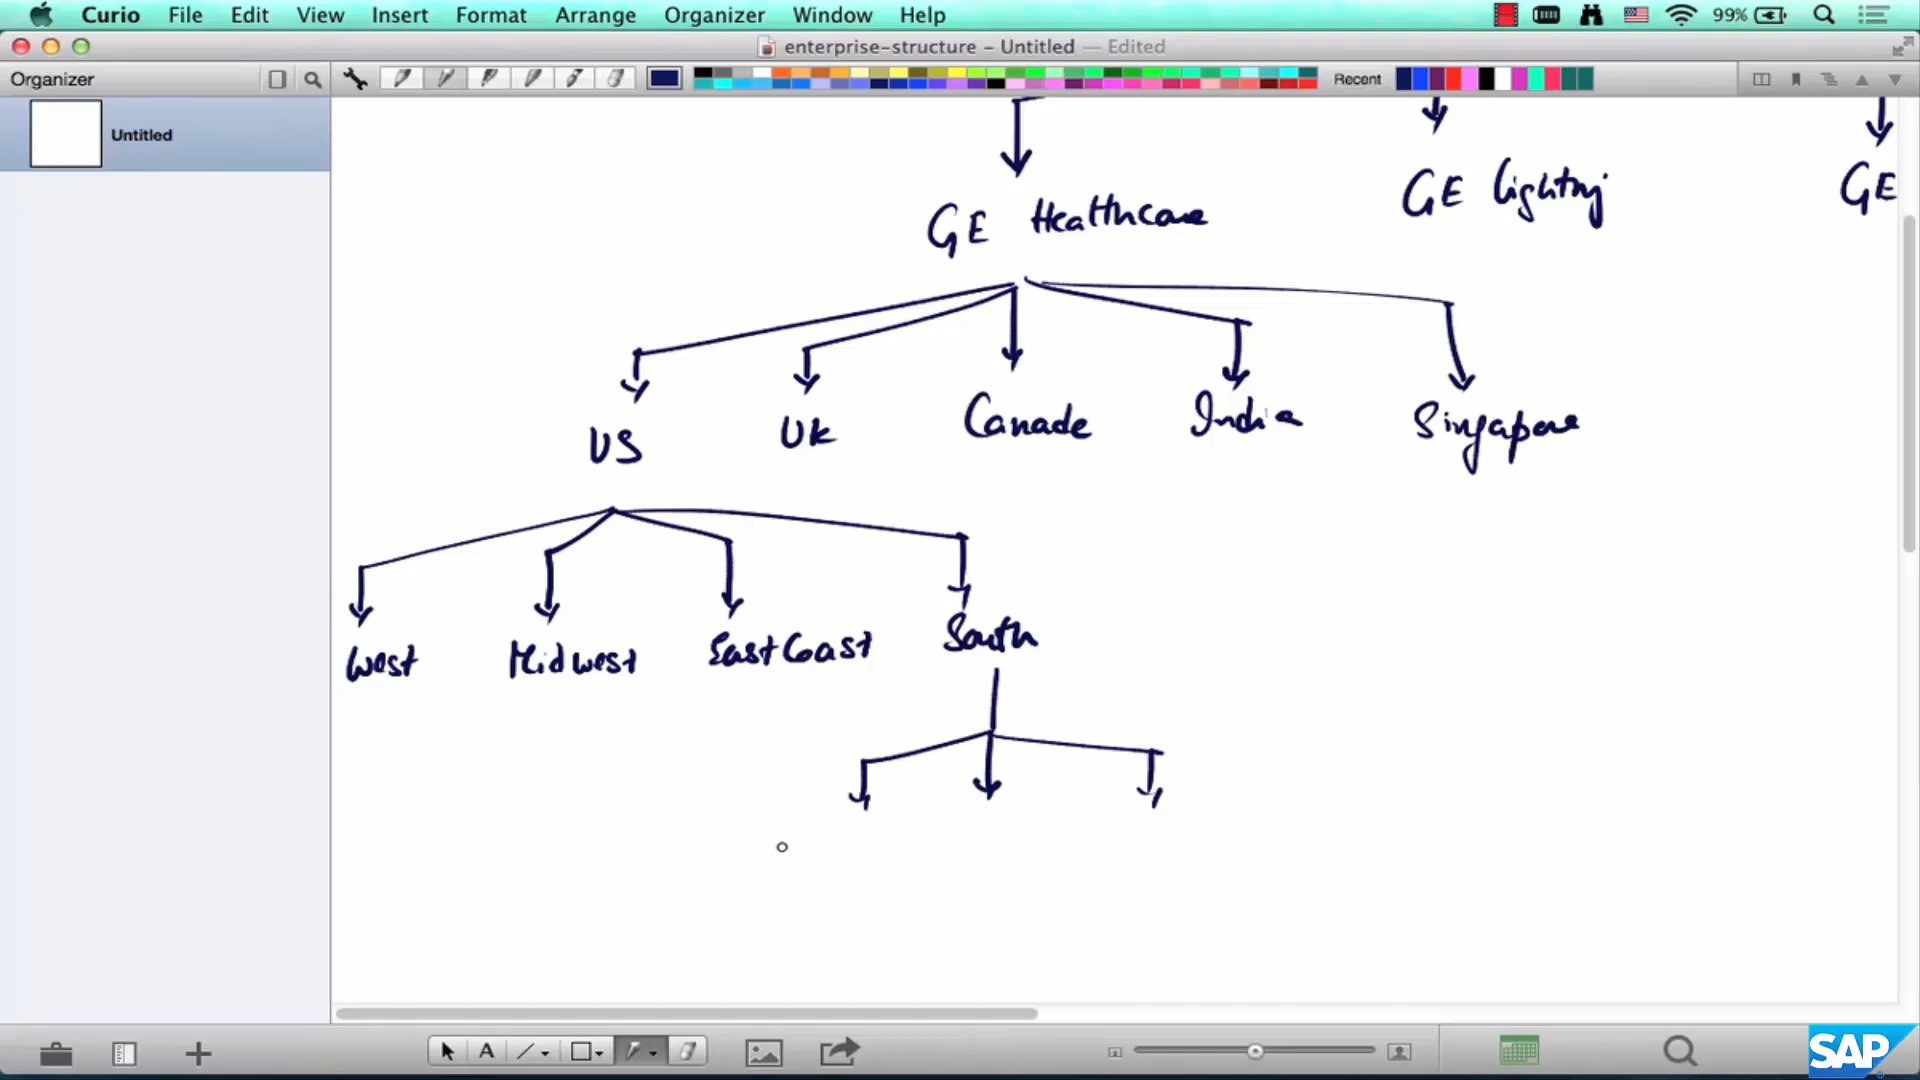 Curio File Edit View Insert Format Arrange Organizer Window Help 99%
enterprise-structure – Untitled — Edited
Organizer Recent
Untitled
GE Healthcare GE Lighting GE
US UK Canade India Singapore
West Midwest EastCoast South
A
SAP